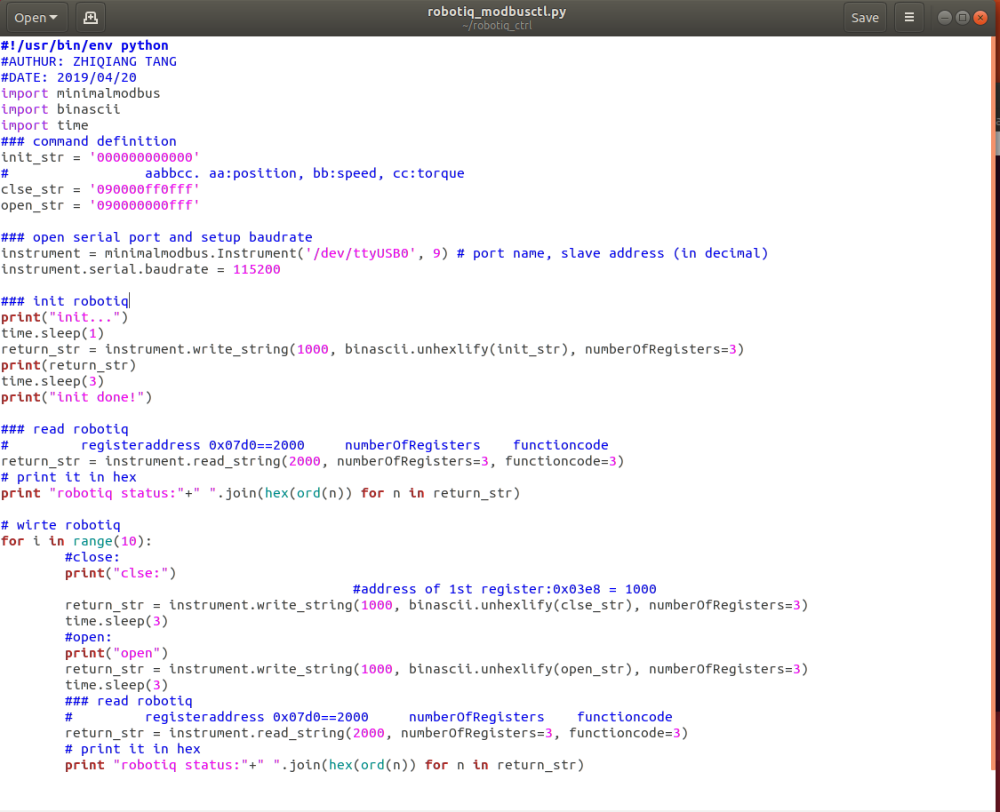 Open
robotiq_modbusctl.py
~/robotiq_ctrl
Save
#!/usr/bin/env python
#AUTHUR: ZHIQIANG TANG
#DATE: 2019/04/20
import minimalmodbus
import binascii
import time
### command definition
init_str = '000000000000'
#                 aabbcc. aa:position, bb:speed, cc:torque
clse_str = '090000ff0fff'
open_str = '090000000fff'

### open serial port and setup baudrate
instrument = minimalmodbus.Instrument('/dev/ttyUSB0', 9) # port name, slave address (in decimal)
instrument.serial.baudrate = 115200

### init robotiq
print("init...")
time.sleep(1)
return_str = instrument.write_string(1000, binascii.unhexlify(init_str), numberOfRegisters=3)
print(return_str)
time.sleep(3)
print("init done!")

### read robotiq
#         registeraddress 0x07d0==2000     numberOfRegisters    functioncode
return_str = instrument.read_string(2000, numberOfRegisters=3, functioncode=3)
# print it in hex
print "robotiq status:"+" ".join(hex(ord(n)) for n in return_str)

# wirte robotiq
for i in range(10):
        #close:
        print("clse:")
                                            #address of 1st register:0x03e8 = 1000
        return_str = instrument.write_string(1000, binascii.unhexlify(clse_str), numberOfRegisters=3)
        time.sleep(3)
        #open:
        print("open")
        return_str = instrument.write_string(1000, binascii.unhexlify(open_str), numberOfRegisters=3)
        time.sleep(3)
        ### read robotiq
        #         registeraddress 0x07d0==2000     numberOfRegisters    functioncode
        return_str = instrument.read_string(2000, numberOfRegisters=3, functioncode=3)
        # print it in hex
        print "robotiq status:"+" ".join(hex(ord(n)) for n in return_str)